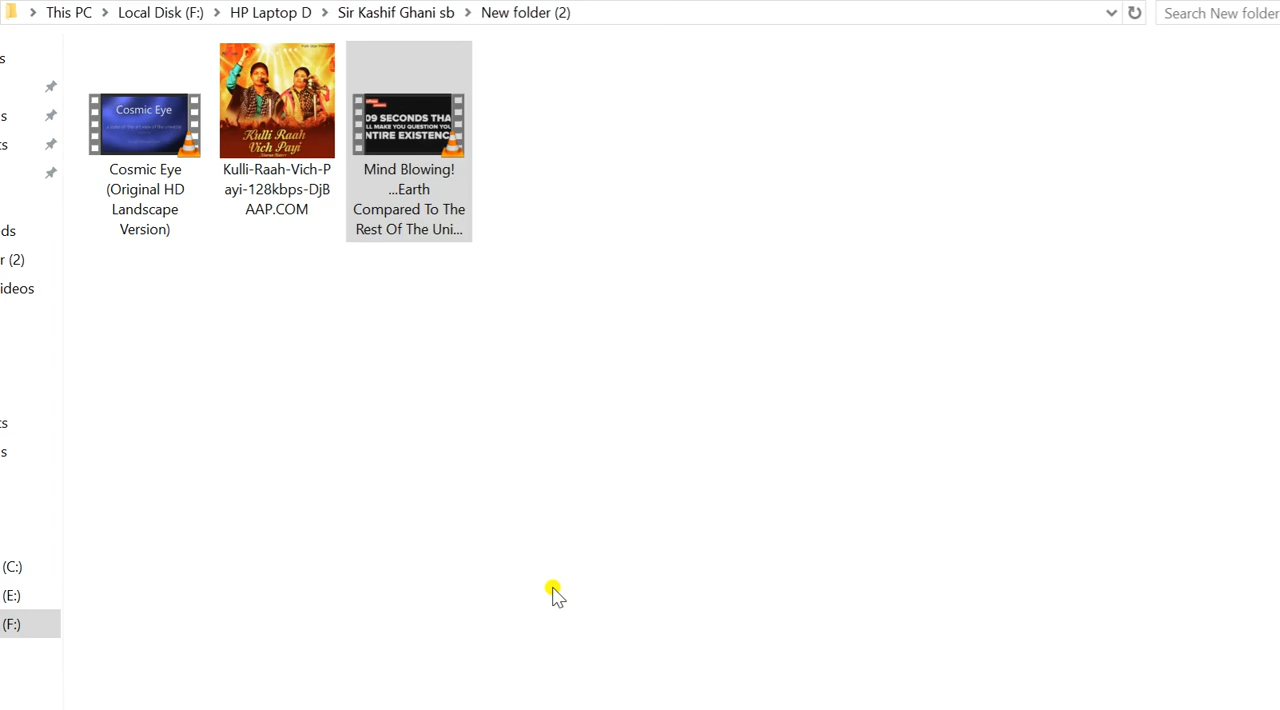 This PC
Local Disk (F:)
HP Laptop D
Sir Kashif Ghani sb
New folder (2)
Search New folder
s
s
ts
ds
r (2)
ideos
ts
s
(C:)
(E:)
(F:)
Cosmic Eye
Cosmic Eye
(Original HD
Landscape
Version)
Kulli Raah
Vich Payi
Kulli-Raah-Vich-P
ayi-128kbps-DjB
AAP.COM
09 SECONDS THA
LL MAKE YOU QUESTION YOU
NTIRE EXISTENC
Mind Blowing!
...Earth
Compared To The
Rest Of The Uni...